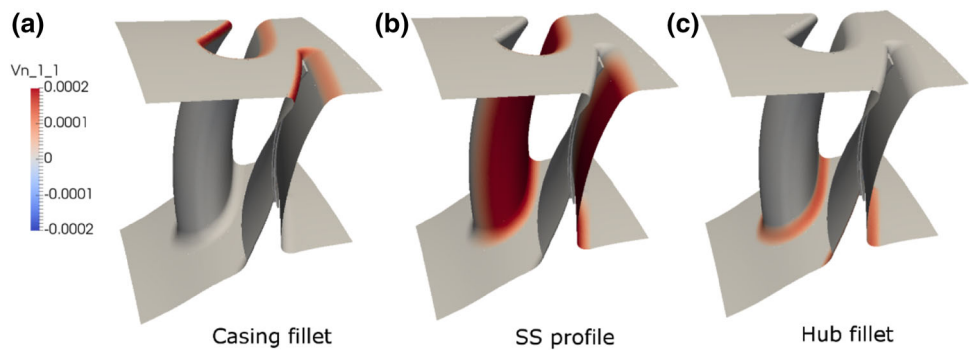 (a)
(b)
(c)
Vn_1_1
0.0002
0.0001
0
-0.0001
-0.0002
Casing fillet
SS profile
Hub fillet